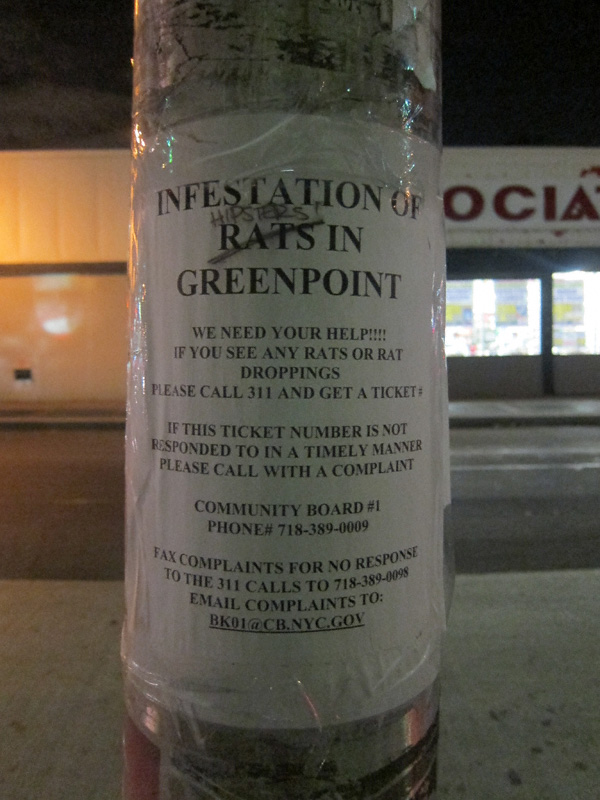 INFESTATION OF
HIPSTERS!
RATS IN
GREENPOINT
WE NEED YOUR HELP!!!!
IF YOU SEE ANY RATS OR RAT
DROPPINGS
PLEASE CALL 311 AND GET A TICKET#
IF THIS TICKET NUMBER IS NOT
RESPONDED TO IN A TIMELY MANNER
PLEASE CALL WITH A COMPLAINT
COMMUNITY BOARD #1
PHONE# 718-389-0009
FAX COMPLAINTS FOR NO RESPONSE
TO THE 311 CALLS TO 718-389-0098
EMAIL COMPLAINTS TO:
BK01@CB.NYC.GOV
OCIA